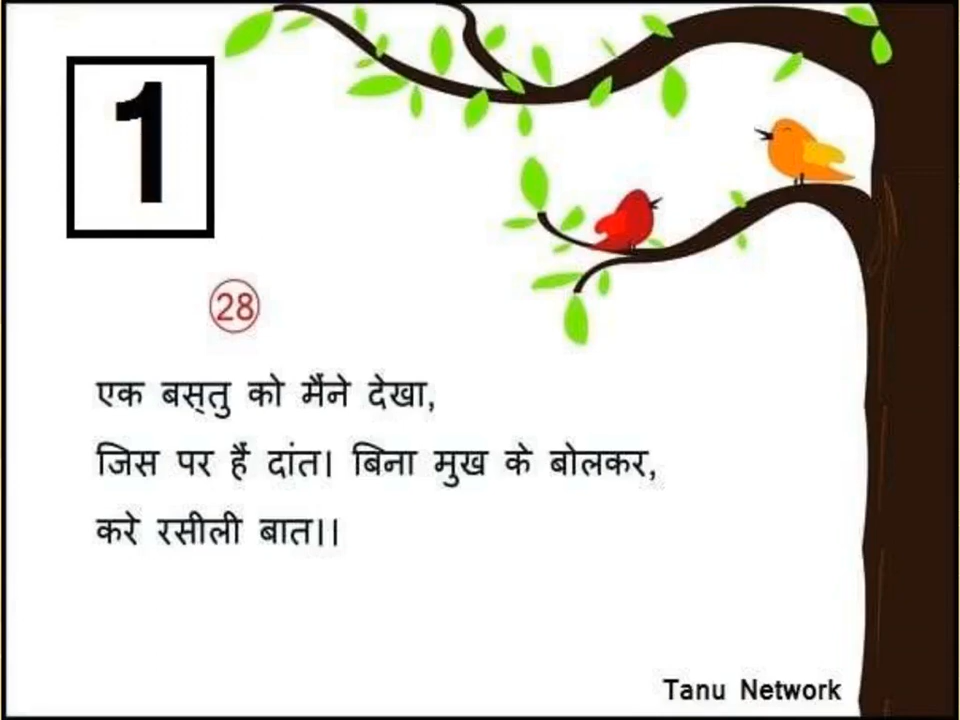 1
28
एक बस्‌तु को मैंने देखा,
जिस पर हैं दांत। बिना मुख के बोलकर,
करे रसीली बात।।
Tanu Network